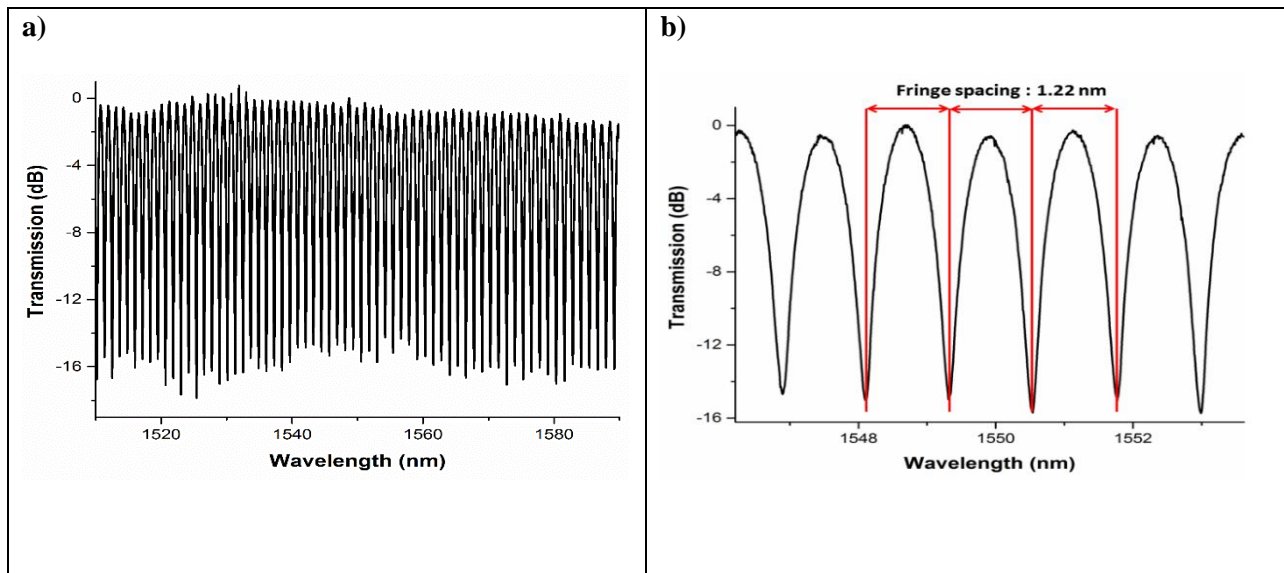 a)
0
-4
-8
-12
-16
Transmission (dB)
1520 1540 1560 1580
Wavelength (nm)
b)
Fringe spacing : 1.22 nm
0
-4
-8
-12
-16
Transmission (dB)
1548 1550 1552
Wavelength (nm)